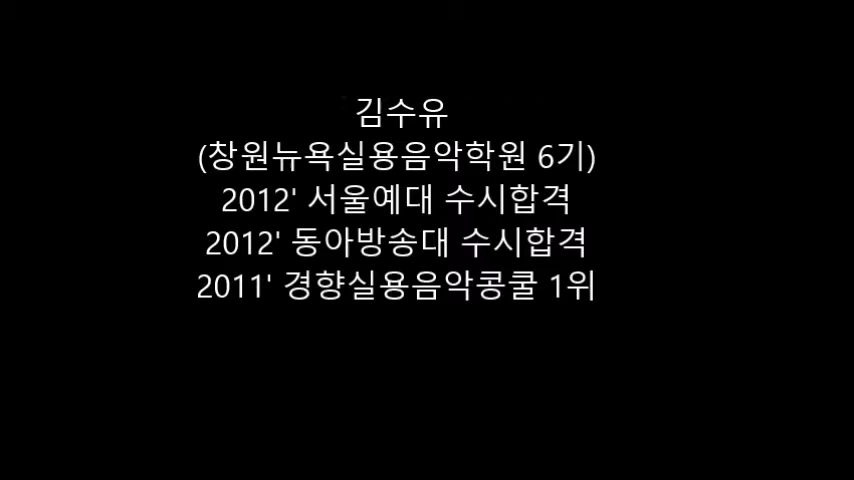 김수유
(창원뉴욕실용음악학원 6기)
2012' 서울예대 수시합격
2012' 동아방송대 수시합격
2011' 경향실용음악콩쿨 1위